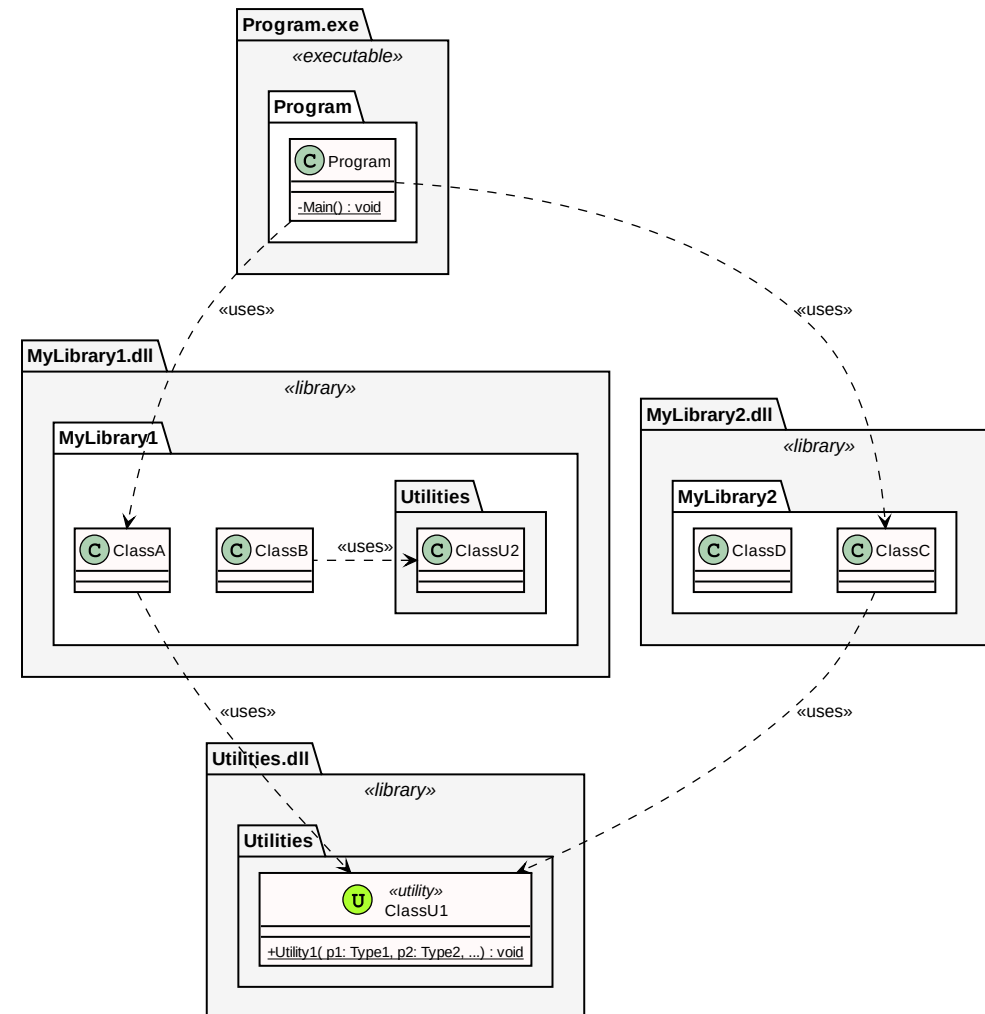 Program.exe
«executable»
Program
C Program
-Main() : void
«uses»
«uses»
MyLibrary1.dll
«library»
MyLibrary1
Utilities
C ClassA
C ClassB
«uses»
C ClassU2
MyLibrary2.dll
«library»
MyLibrary2
C ClassD
C ClassC
«uses»
«uses»
Utilities.dll
«library»
Utilities
U «utility»
ClassU1
+Utility1( p1: Type1, p2: Type2, ...) : void